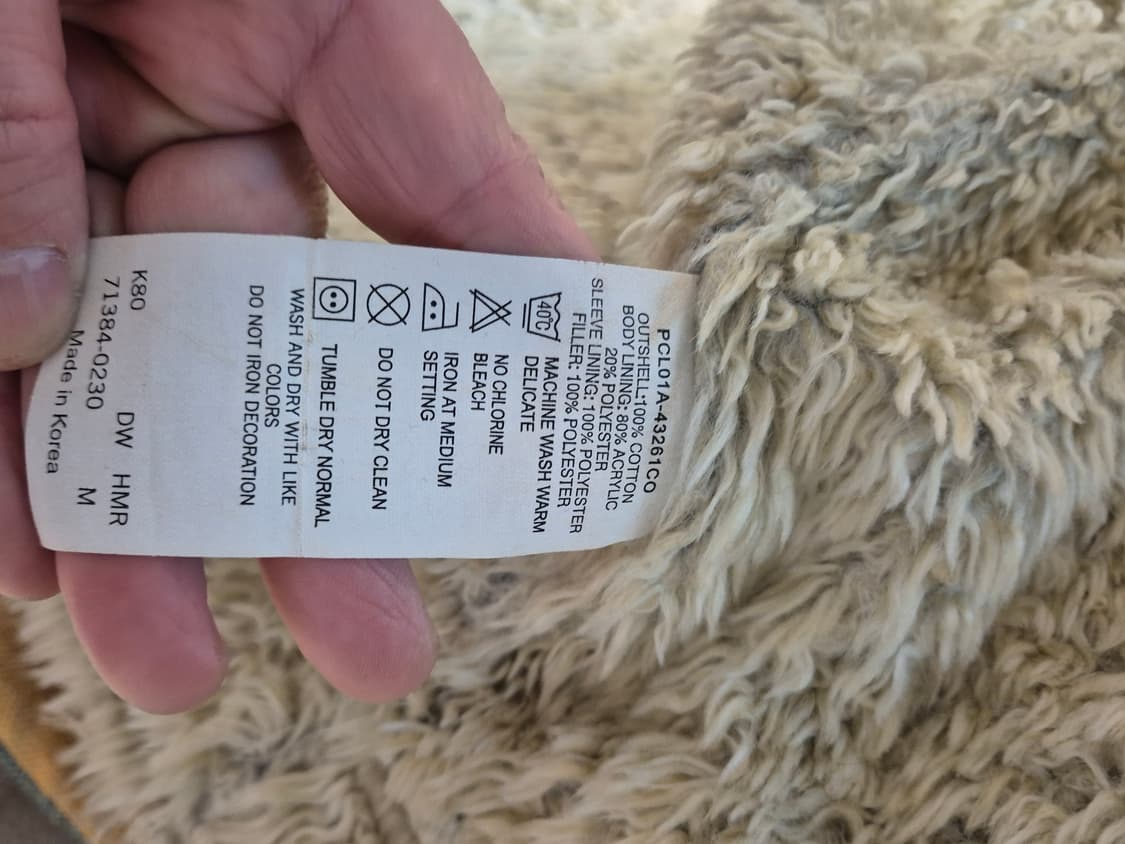 PCL01A-43261CO
OUTSHELL:100% COTTON
BODY LINING: 80% ACRYLIC
20% POLYESTER
SLEEVE LINING: 100% POLYESTER
FILLER: 100% POLYESTER
40C MACHINE WASH WARM
DELICATE
NO CHLORINE
BLEACH
IRON AT MEDIUM
SETTING
DO NOT DRY CLEAN
TUMBLE DRY NORMAL
WASH AND DRY WITH LIKE
COLORS
DO NOT IRON DECORATION
K80 DW HMR
71384-0230 M
Made in Korea